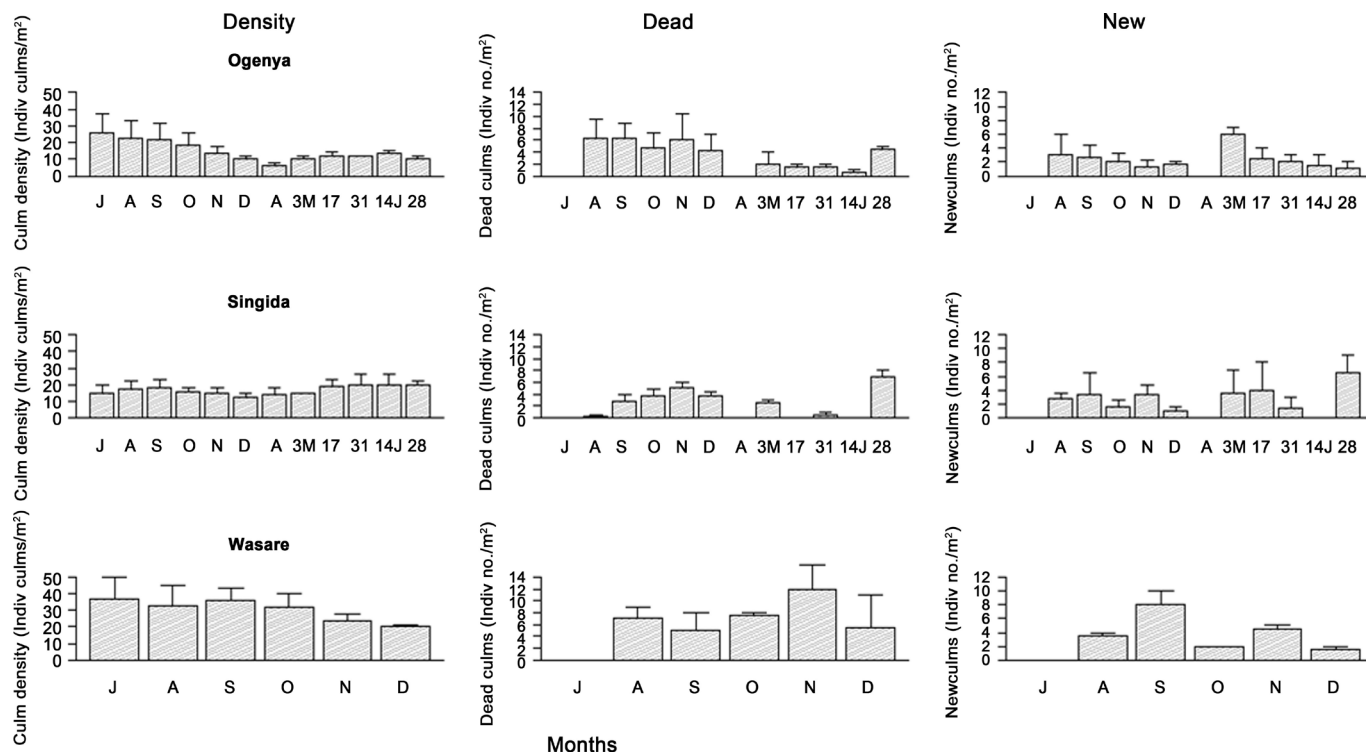 Density Dead New
Ogenya
Culm density (Indiv culms/m²)
50
40
30
20
10
0
J A S O N D A 3M 17 31 14J 28
Dead culms (Indiv no./m²)
14
12
10
8
6
4
2
0
J A S O N D A 3M 17 31 14J 28
Newculms (Indiv no./m²)
12
10
8
6
4
2
0
J A S O N D A 3M 17 31 14J 28
Singida
Culm density (Indiv culms/m²)
50
40
30
20
10
0
J A S O N D A 3M 17 31 14J 28
Dead culms (Indiv no./m²)
14
12
10
8
6
4
2
0
J A S O N D A 3M 17 31 14J 28
Newculms (Indiv no./m²)
12
10
8
6
4
2
0
J A S O N D A 3M 17 31 14J 28
Wasare
Culm density (Indiv culms/m²)
50
40
30
20
10
0
J A S O N D
Dead culms (Indiv no./m²)
14
12
10
8
6
4
2
0
J A S O N D
Newculms (Indiv no./m²)
12
10
8
6
4
2
0
J A S O N D
Months